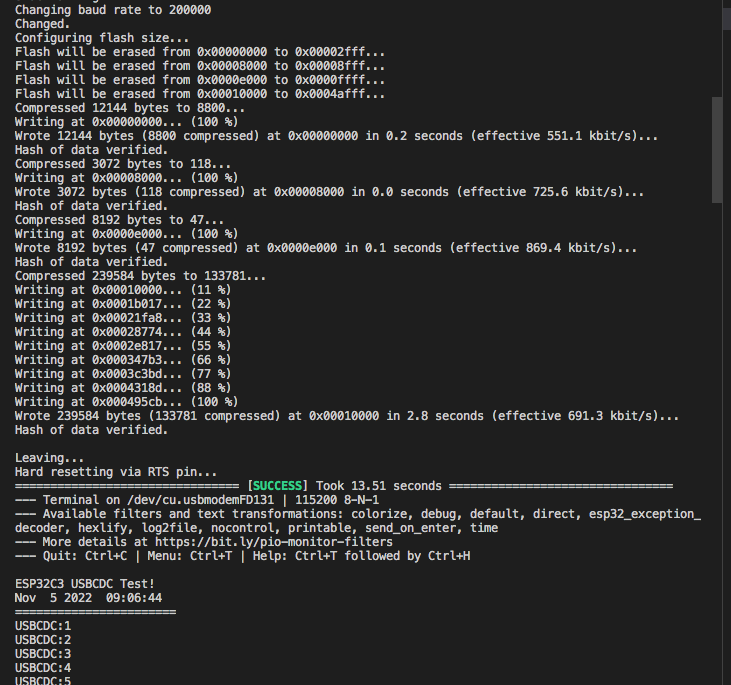 Changing baud rate to 200000
Changed.
Configuring flash size...
Flash will be erased from 0x00000000 to 0x00002fff...
Flash will be erased from 0x00008000 to 0x00008fff...
Flash will be erased from 0x0000e000 to 0x0000ffff...
Flash will be erased from 0x00010000 to 0x0004afff...
Compressed 12144 bytes to 8800...
Writing at 0x00000000... (100 %)
Wrote 12144 bytes (8800 compressed) at 0x00000000 in 0.2 seconds (effective 551.1 kbit/s)...
Hash of data verified.
Compressed 3072 bytes to 118...
Writing at 0x00008000... (100 %)
Wrote 3072 bytes (118 compressed) at 0x00008000 in 0.0 seconds (effective 725.6 kbit/s)...
Hash of data verified.
Compressed 8192 bytes to 47...
Writing at 0x0000e000... (100 %)
Wrote 8192 bytes (47 compressed) at 0x0000e000 in 0.1 seconds (effective 869.4 kbit/s)...
Hash of data verified.
Compressed 239584 bytes to 133781...
Writing at 0x00010000... (11 %)
Writing at 0x0001b017... (22 %)
Writing at 0x00021fa8... (33 %)
Writing at 0x00028774... (44 %)
Writing at 0x0002e817... (55 %)
Writing at 0x000347b3... (66 %)
Writing at 0x0003c3bd... (77 %)
Writing at 0x0004318d... (88 %)
Writing at 0x000495cb... (100 %)
Wrote 239584 bytes (133781 compressed) at 0x00010000 in 2.8 seconds (effective 691.3 kbit/s)...
Hash of data verified.

Leaving...
Hard resetting via RTS pin...
================================ [SUCCESS] Took 13.51 seconds ================================
--- Terminal on /dev/cu.usbmodemFD131 | 115200 8-N-1
--- Available filters and text transformations: colorize, debug, default, direct, esp32_exception_
decoder, hexlify, log2file, nocontrol, printable, send_on_enter, time
--- More details at https://bit.ly/pio-monitor-filters
--- Quit: Ctrl+C | Menu: Ctrl+T | Help: Ctrl+T followed by Ctrl+H

ESP32C3 USBCDC Test!
Nov  5 2022  09:06:44
=======================
USBCDC:1
USBCDC:2
USBCDC:3
USBCDC:4
USBCDC:5